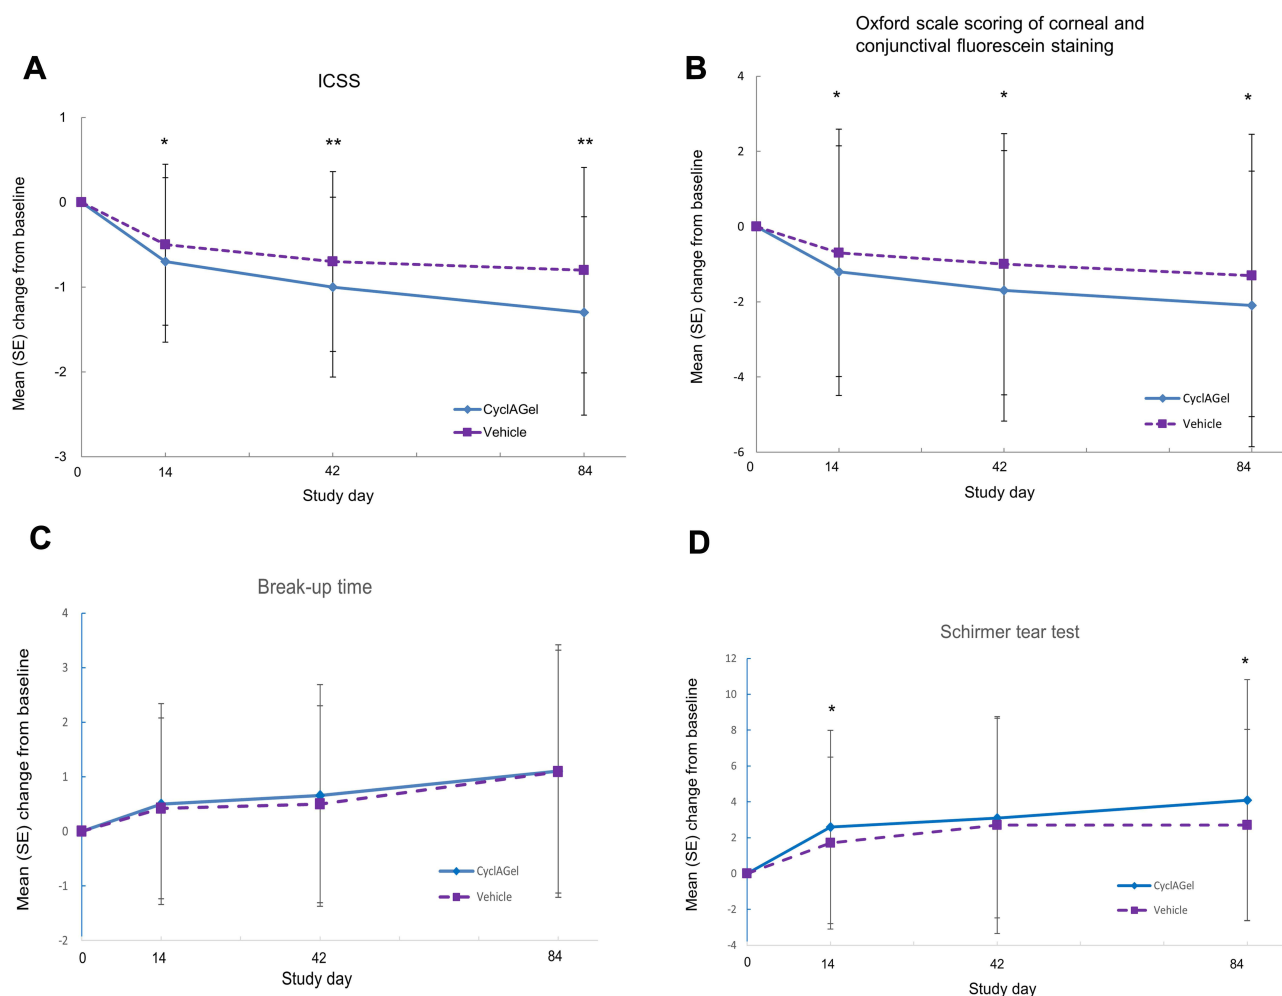 A
ICSS
Mean (SE) change from baseline
1
0
-1
-2
-3
*
**
**
CyclAGel
Vehicle
0
14
42
84
Study day
B
Oxford scale scoring of corneal and
conjunctival fluorescein staining
Mean (SE) change from baseline
4
2
0
-2
-4
-6
*
*
*
CyclAGel
Vehicle
0
14
42
84
Study day
C
Break-up time
Mean (SE) change from baseline
4
3
2
1
0
-1
-2
CyclAGel
Vehicle
0
14
42
84
Study day
D
Schirmer tear test
Mean (SE) change from baseline
12
10
8
6
4
2
0
-2
-4
*
*
CyclAGel
Vehicle
0
14
42
84
Study day